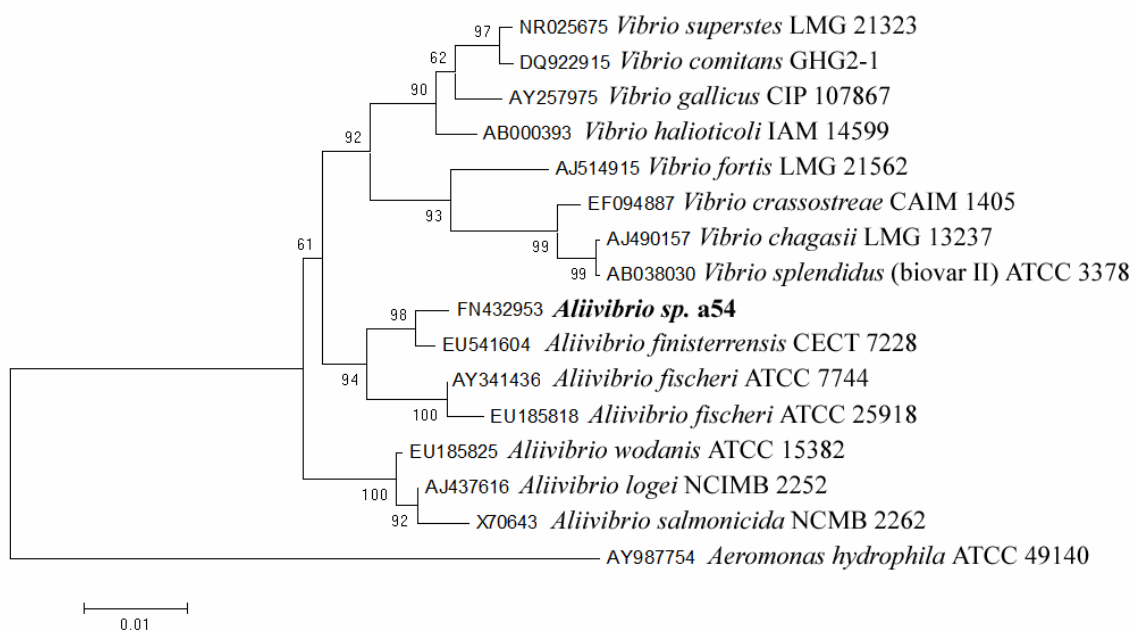 97 NR025675 Vibrio superstes LMG 21323
62 DQ922915 Vibrio comitans GHG2-1
90 AY257975 Vibrio gallicus CIP 107867
92 AB000393 Vibrio halioticoli IAM 14599
AJ514915 Vibrio fortis LMG 21562
93 EF094887 Vibrio crassostreae CAIM 1405
61 99 AJ490157 Vibrio chagasii LMG 13237
99 AB038030 Vibrio splendidus (biovar II) ATCC 3378
98 FN432953 Aliivibrio sp. a54
EU541604 Aliivibrio finisterrensis CECT 7228
94 AY341436 Aliivibrio fischeri ATCC 7744
100 EU185818 Aliivibrio fischeri ATCC 25918
EU185825 Aliivibrio wodanis ATCC 15382
100 AJ437616 Aliivibrio logei NCIMB 2252
92 X70643 Aliivibrio salmonicida NCMB 2262
AY987754 Aeromonas hydrophila ATCC 49140
0.01